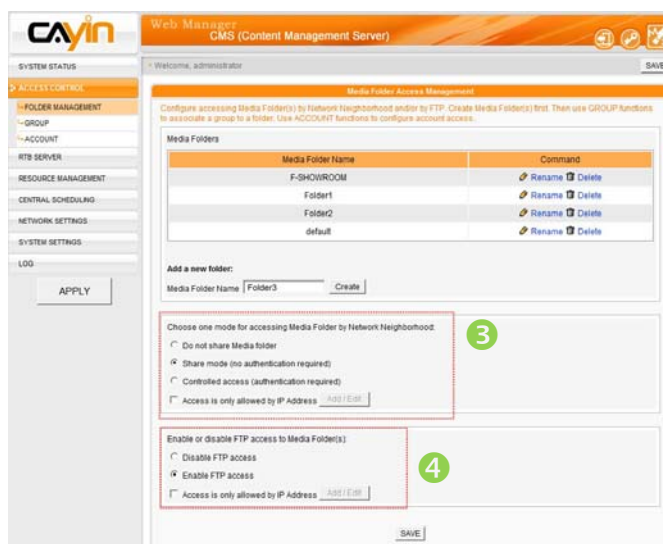 CAYIN
Web Manager
CMS (Content Management Server)
SYSTEM STATUS
Welcome, administrator
SAVE
ACCESS CONTROL
FOLDER MANAGEMENT
GROUP
ACCOUNT
RTB SERVER
RESOURCE MANAGEMENT
CENTRAL SCHEDULING
NETWORK SETTINGS
SYSTEM SETTINGS
LOG
APPLY
Media Folder Access Management
Configure accessing Media Folder(s) by Network Neighborhood and/or by FTP. Create Media Folder(s) first. Then use GROUP functions
to associate a group to a folder. Use ACCOUNT functions to configure account access.
Media Folders
Media Folder Name Command
F-SHOWROOM Rename Delete
Folder1 Rename Delete
Folder2 Rename Delete
default Rename Delete
Add a new folder:
Media Folder Name Folder3 Create
Choose one mode for accessing Media Folder by Network Neighborhood:
Do not share Media folder
Share mode (no authentication required)
Controlled access (authentication required)
Access is only allowed by IP Address Add / Edit
3
Enable or disable FTP access to Media Folder(s):
Disable FTP access
Enable FTP access
Access is only allowed by IP Address Add / Edit
4
SAVE